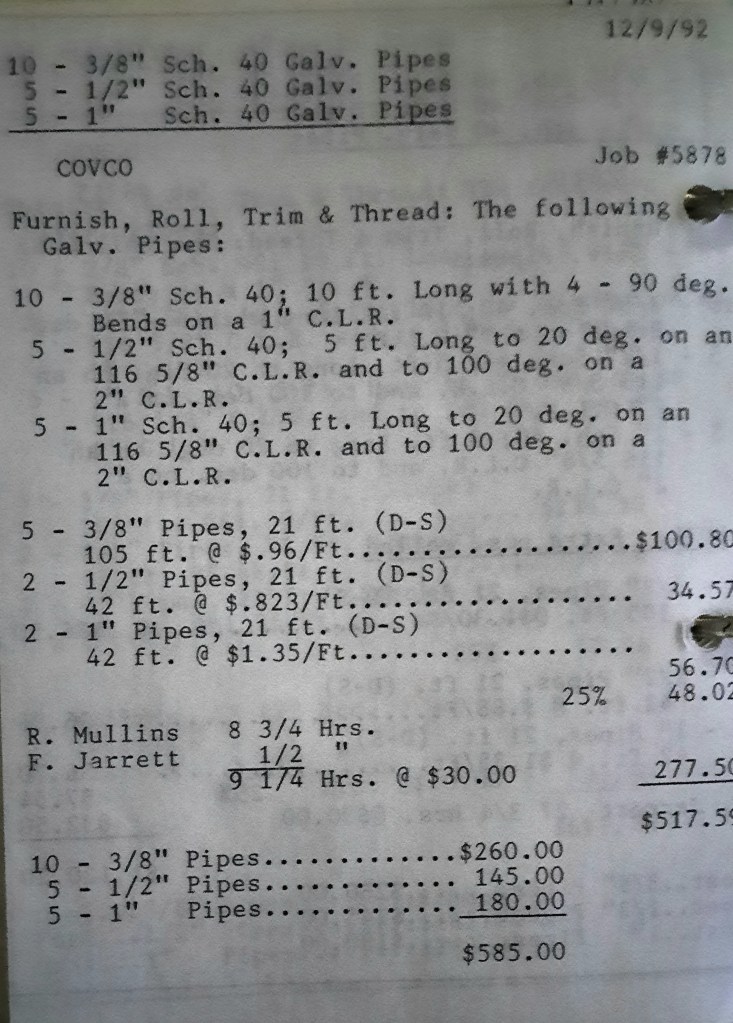 12/9/92
10 - 3/8" Sch. 40 Galv. Pipes
5 - 1/2" Sch. 40 Galv. Pipes
5 - 1" Sch. 40 Galv. Pipes
COVCO Job #5878
Furnish, Roll, Trim & Thread: The following
Galv. Pipes:
10 - 3/8" Sch. 40; 10 ft. Long with 4 - 90 deg.
Bends on a 1" C.L.R.
5 - 1/2" Sch. 40; 5 ft. Long to 20 deg. on an
116 5/8" C.L.R. and to 100 deg. on a
2" C.L.R.
5 - 1" Sch. 40; 5 ft. Long to 20 deg. on an
116 5/8" C.L.R. and to 100 deg. on a
2" C.L.R.
5 - 3/8" Pipes, 21 ft. (D-S)
105 ft. @ $.96/Ft...................$100.80
2 - 1/2" Pipes, 21 ft. (D-S)
42 ft. @ $.823/Ft................... 34.57
2 - 1" Pipes, 21 ft. (D-S)
42 ft. @ $1.35/Ft................... 56.70
25% 48.02
R. Mullins 8 3/4 Hrs.
F. Jarrett 1/2 "
9 1/4 Hrs. @ $30.00 277.50
$517.59
10 - 3/8" Pipes.............$260.00
5 - 1/2" Pipes............. 145.00
5 - 1" Pipes............. 180.00
$585.00